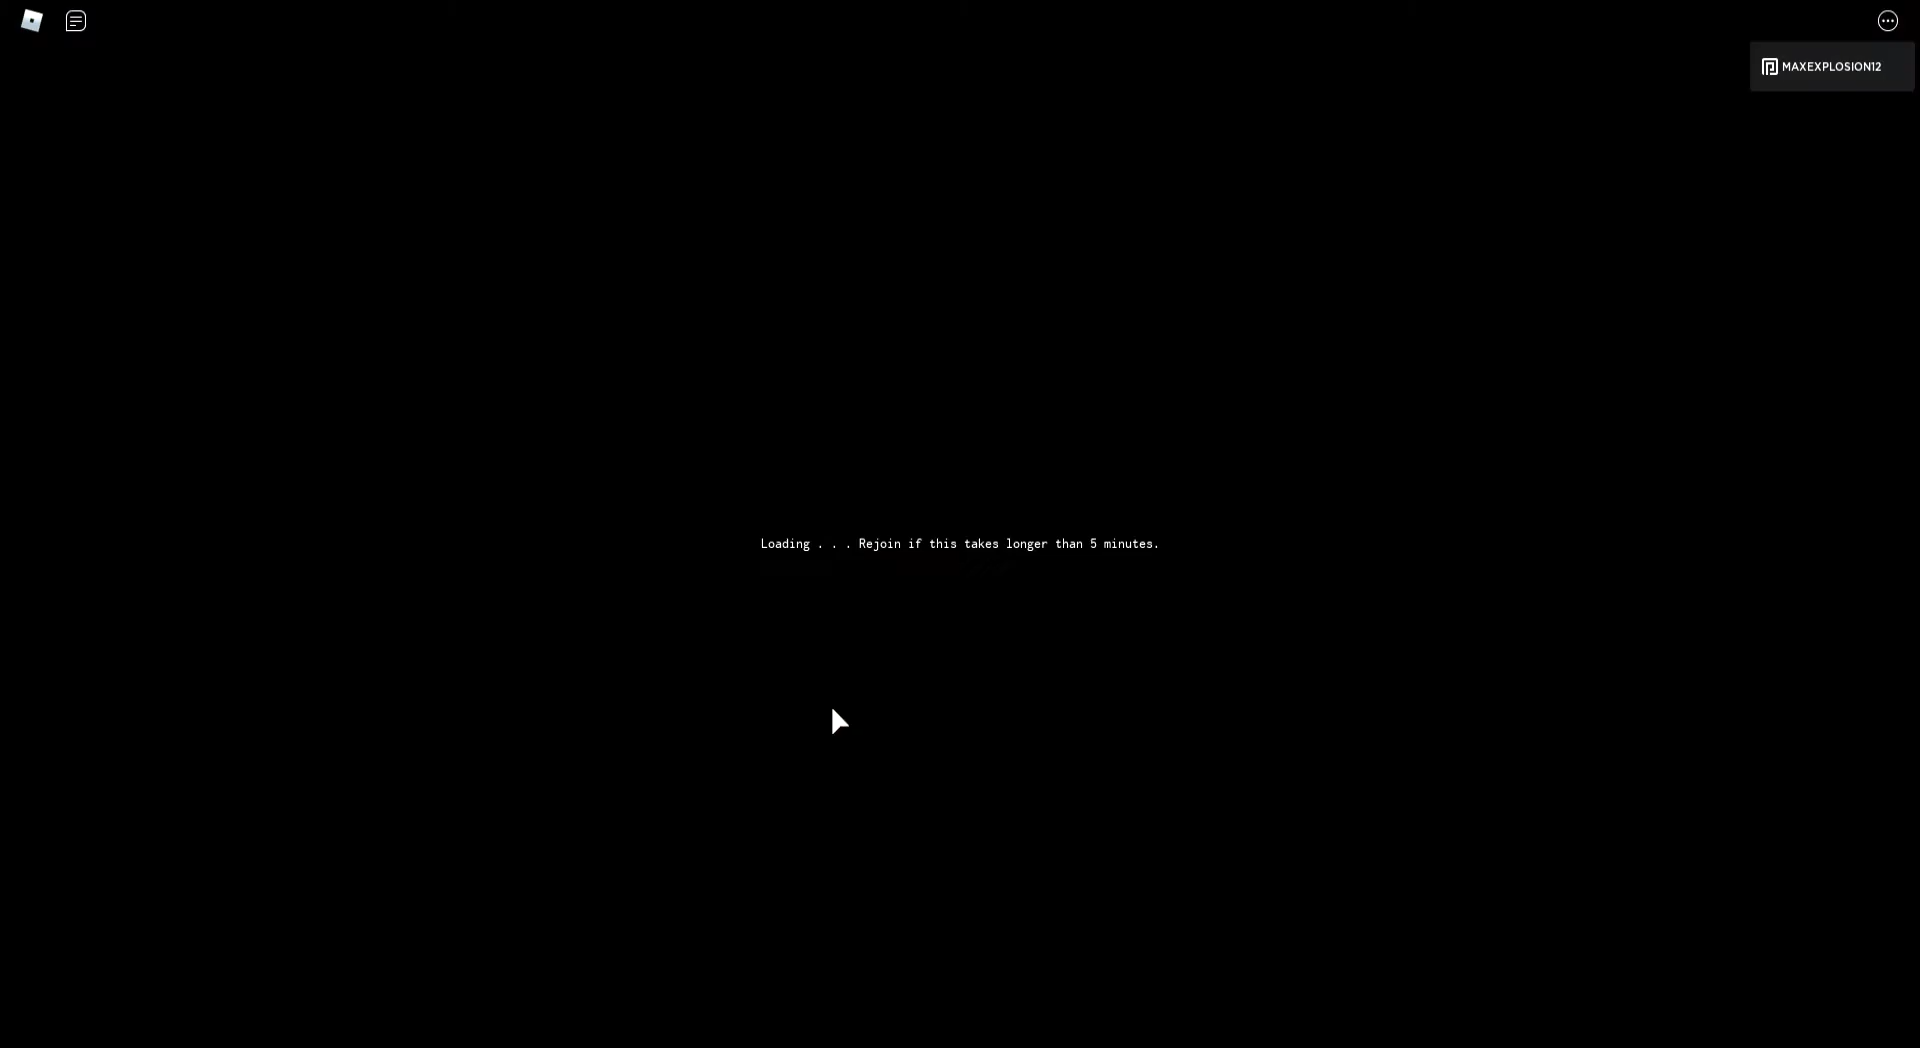 MAXEXPLOSION12
Loading . . . Rejoin if this takes longer than 5 minutes.